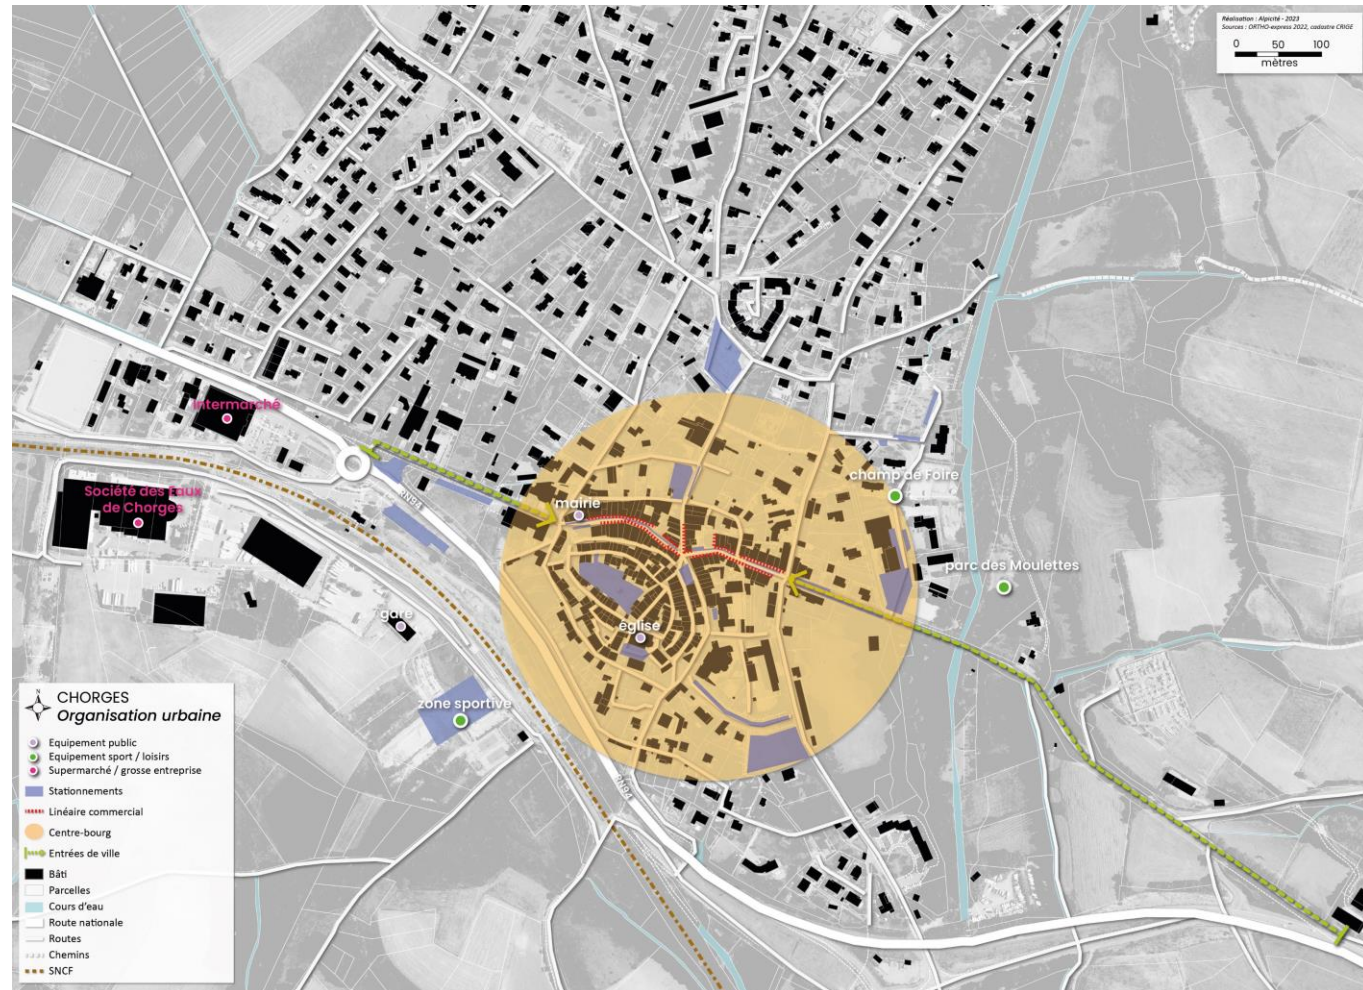 Réalisation : Alpicité - 2023
Sources : ORTHO-express 2022, cadastre CRIGE
0 50 100
mètres
Intermarché
Société des Eaux
de Chorges
RN94
mairie
champ de Foire
parc des Moulettes
gare
église
zone sportive
RN94
N
CHORGES
Organisation urbaine
Equipement public
Equipement sport / loisirs
Supermarché / grosse entreprise
Stationnements
Linéaire commercial
Centre-bourg
Entrées de ville
Bâti
Parcelles
Cours d'eau
Route nationale
Routes
Chemins
SNCF